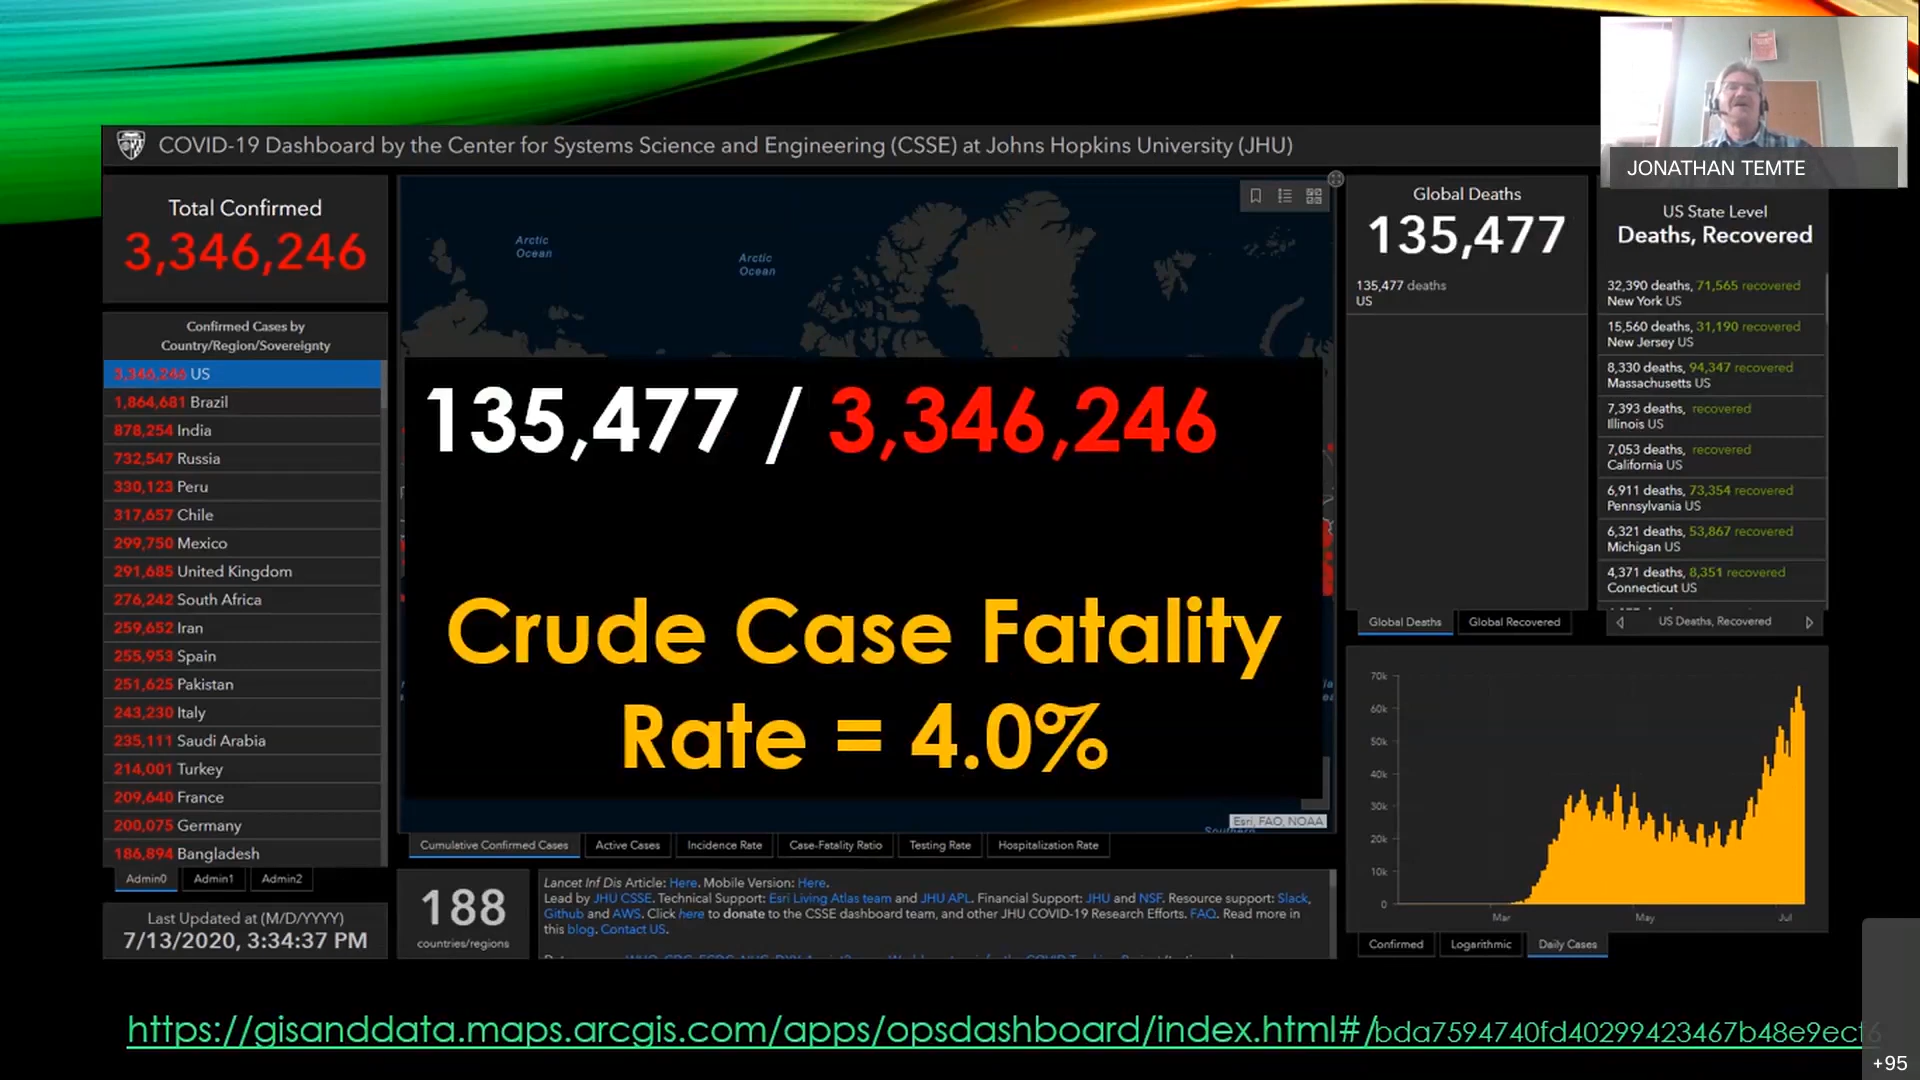 JONATHAN TEMTE
COVID-19 Dashboard by the Center for Systems Science and Engineering (CSSE) at Johns Hopkins University (JHU)
Total Confirmed
3,346,246
Confirmed Cases by
Country/Region/Sovereignty
3,346,246 US
1,864,681 Brazil
878,254 India
732,547 Russia
330,123 Peru
317,657 Chile
299,750 Mexico
291,685 United Kingdom
276,242 South Africa
259,652 Iran
255,953 Spain
251,625 Pakistan
243,230 Italy
235,111 Saudi Arabia
214,001 Turkey
209,640 France
200,075 Germany
186,894 Bangladesh
Admin0 Admin1 Admin2
Last Updated at (M/D/YYYY)
7/13/2020, 3:34:37 PM
Arctic
Ocean
Arctic
Ocean
135,477 / 3,346,246
Crude Case Fatality
Rate = 4.0%
Esri, FAO, NOAA
Cumulative Confirmed Cases Active Cases Incidence Rate Case-Fatality Ratio Testing Rate Hospitalization Rate
188
countries/regions
Lancet Inf Dis Article: Here. Mobile Version: Here.
Lead by JHU CSSE. Technical Support: Esri Living Atlas team and JHU APL. Financial Support: JHU and NSF. Resource support: Slack,
Github and AWS. Click here to donate to the CSSE dashboard team, and other JHU COVID-19 Research Efforts. FAQ. Read more in
this blog. Contact US.
Global Deaths
135,477
135,477 deaths
US
Global Deaths Global Recovered
US State Level
Deaths, Recovered
32,390 deaths, 71,565 recovered
New York US
15,560 deaths, 31,190 recovered
New Jersey US
8,330 deaths, 94,347 recovered
Massachusetts US
7,393 deaths, recovered
Illinois US
7,053 deaths, recovered
California US
6,911 deaths, 73,354 recovered
Pennsylvania US
6,321 deaths, 53,867 recovered
Michigan US
4,371 deaths, 8,351 recovered
Connecticut US
US Deaths, Recovered
70k
60k
50k
40k
30k
20k
10k
0
Mar May Jul
Confirmed Logarithmic Daily Cases
https://gisanddata.maps.arcgis.com/apps/opsdashboard/index.html#/bda7594740fd40299423467b48e9ecf6
+95